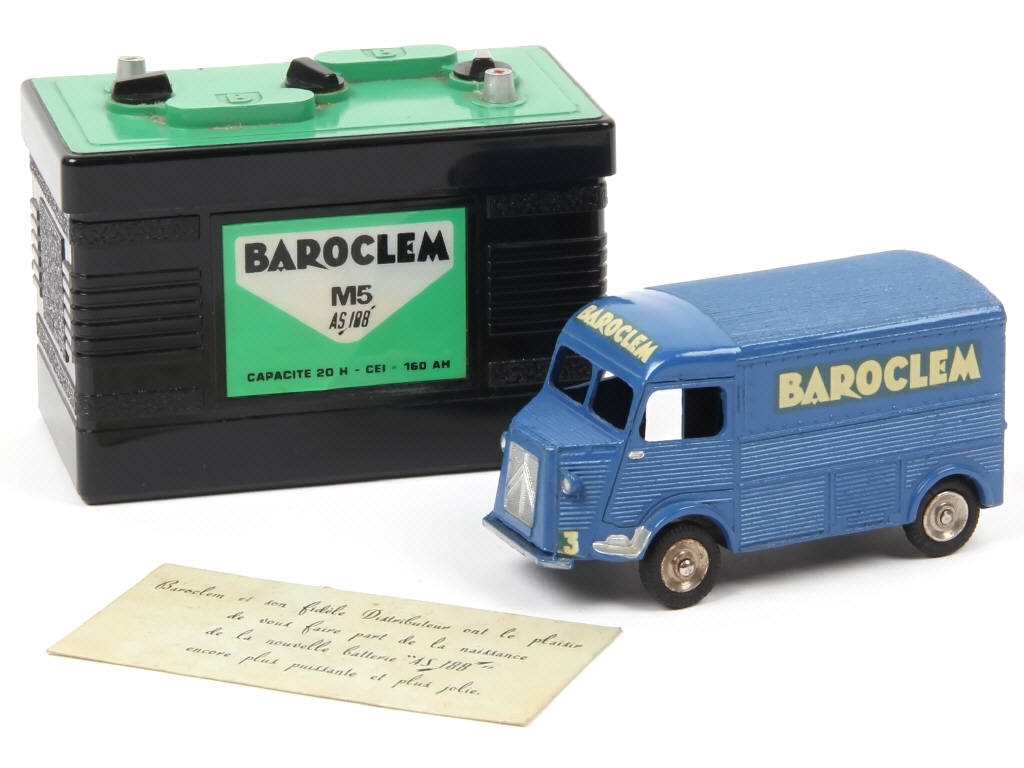 BAROCLEM
M5
AS 188
CAPACITE 20 H - CEI - 160 AH
BAROCLEM
BAROCLEM
3
Baroclem et son fidèle Distributeur ont le plaisir
de vous faire part de la naissance
de la nouvelle batterie "AS 188"
encore plus puissante et plus jolie.